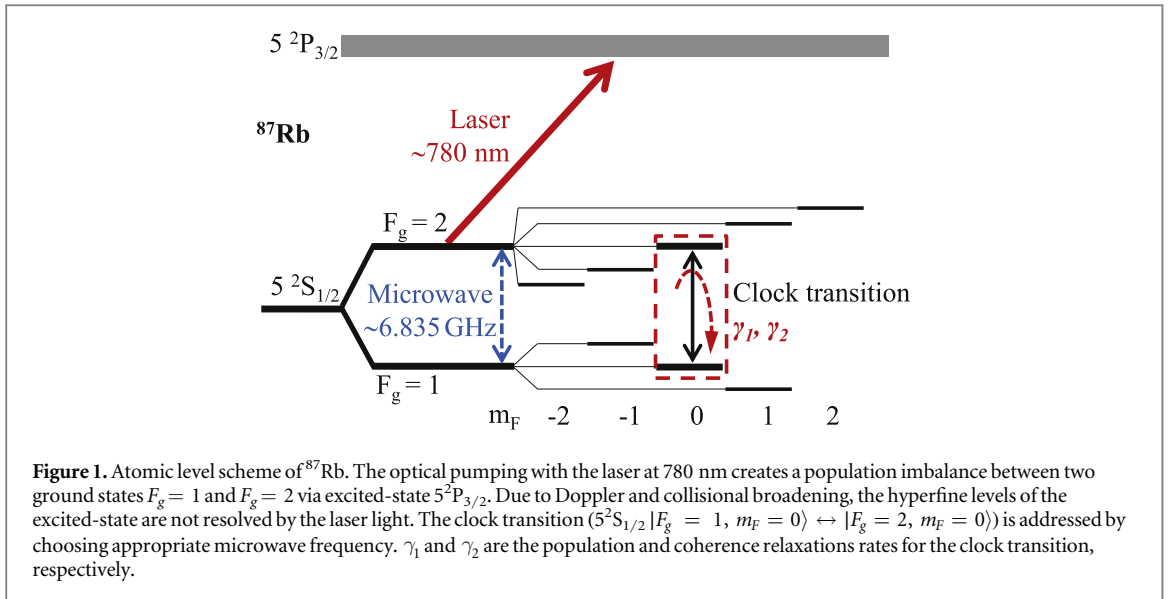 5 ²P₃/₂
Laser
~780 nm
⁸⁷Rb
F_g = 2
5 ²S₁/₂
Microwave
~6.835 GHz
Clock transition
γ₁, γ₂
F_g = 1
m_F -2 -1 0 1 2
Figure 1. Atomic level scheme of ⁸⁷Rb. The optical pumping with the laser at 780 nm creates a population imbalance between two
ground states F_g = 1 and F_g = 2 via excited-state 5²P₃/₂. Due to Doppler and collisional broadening, the hyperfine levels of the
excited-state are not resolved by the laser light. The clock transition (5²S₁/₂ |F_g = 1, m_F = 0⟩ ↔ |F_g = 2, m_F = 0⟩) is addressed by
choosing appropriate microwave frequency. γ₁ and γ₂ are the population and coherence relaxations rates for the clock transition,
respectively.